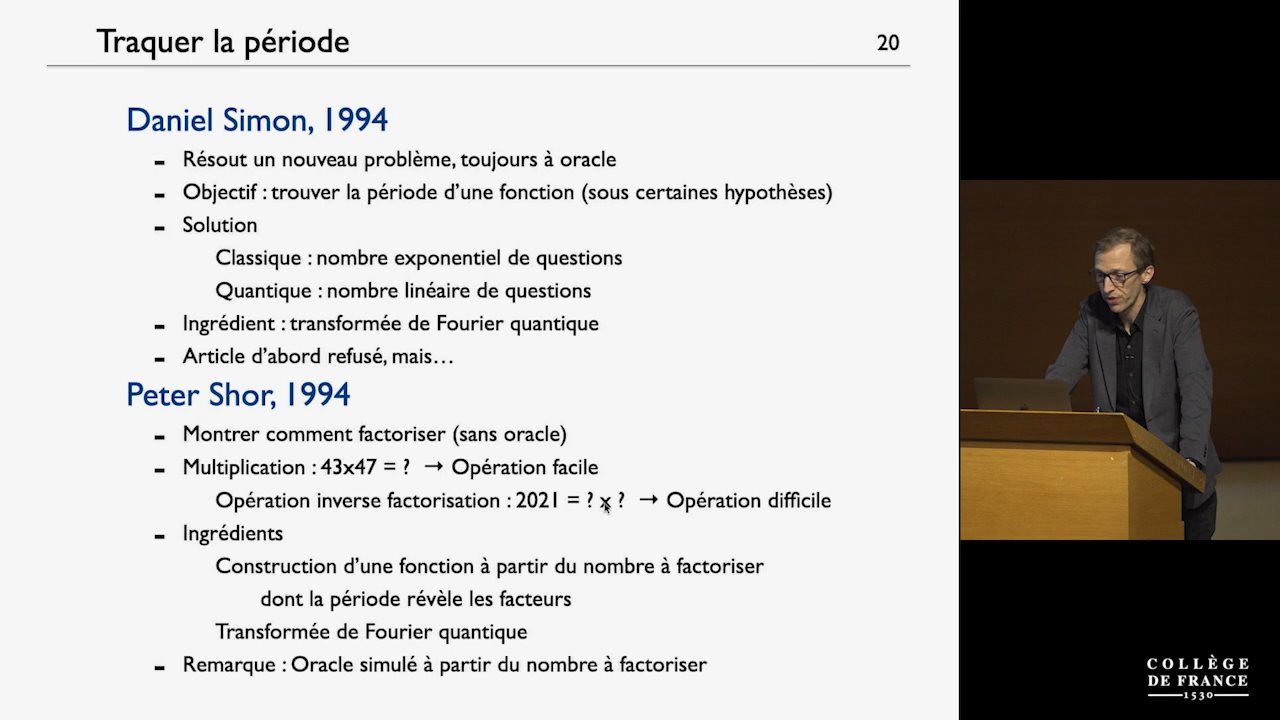 Traquer la période
20
Daniel Simon, 1994
- Résout un nouveau problème, toujours à oracle
- Objectif : trouver la période d'une fonction (sous certaines hypothèses)
- Solution
Classique : nombre exponentiel de questions
Quantique : nombre linéaire de questions
- Ingrédient : transformée de Fourier quantique
- Article d'abord refusé, mais…
Peter Shor, 1994
- Montrer comment factoriser (sans oracle)
- Multiplication : 43x47 = ? → Opération facile
Opération inverse factorisation : 2021 = ? x ? → Opération difficile
- Ingrédients
Construction d'une fonction à partir du nombre à factoriser
dont la période révèle les facteurs
Transformée de Fourier quantique
- Remarque : Oracle simulé à partir du nombre à factoriser
COLLÈGE
DE FRANCE
1530